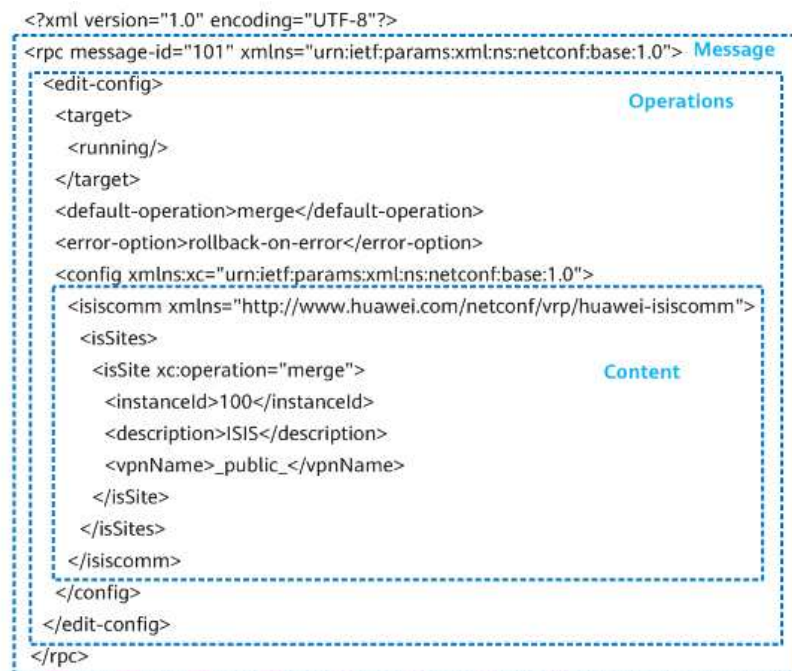 <?xml version="1.0" encoding="UTF-8"?>
<rpc message-id="101" xmlns="urn:ietf:params:xml:ns:netconf:base:1.0"> Message
<edit-config>
Operations
<target>
<running/>
</target>
<default-operation>merge</default-operation>
<error-option>rollback-on-error</error-option>
<config xmlns:xc="urn:ietf:params:xml:ns:netconf:base:1.0">
<isiscomm xmlns="http://www.huawei.com/netconf/vrp/huawei-isiscomm">
<isSites>
<isSite xc:operation="merge"> Content
<instanceId>100</instanceId>
<description>ISIS</description>
<vpnName>_public_</vpnName>
</isSite>
</isSites>
</isiscomm>
</config>
</edit-config>
</rpc>